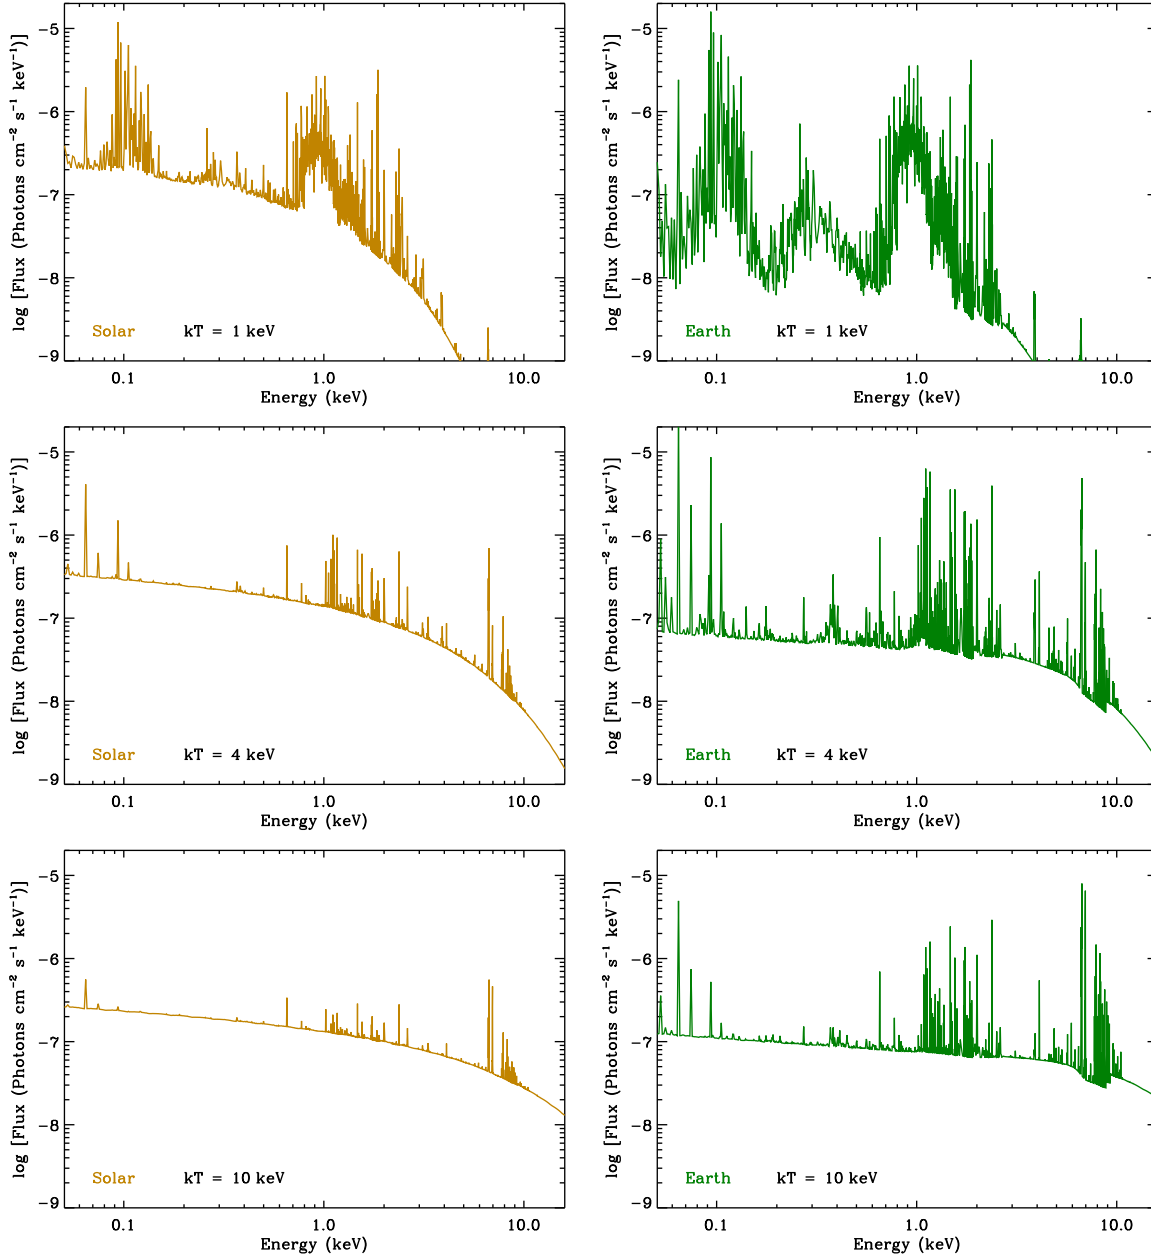 log [Flux (Photons cm⁻² s⁻¹ keV⁻¹)]
-5
-6
-7
-8
-9
Solar kT = 1 keV
0.1 1.0 10.0
Energy (keV)
log [Flux (Photons cm⁻² s⁻¹ keV⁻¹)]
-5
-6
-7
-8
-9
Earth kT = 1 keV
0.1 1.0 10.0
Energy (keV)
log [Flux (Photons cm⁻² s⁻¹ keV⁻¹)]
-5
-6
-7
-8
-9
Solar kT = 4 keV
0.1 1.0 10.0
Energy (keV)
log [Flux (Photons cm⁻² s⁻¹ keV⁻¹)]
-5
-6
-7
-8
-9
Earth kT = 4 keV
0.1 1.0 10.0
Energy (keV)
log [Flux (Photons cm⁻² s⁻¹ keV⁻¹)]
-5
-6
-7
-8
-9
Solar kT = 10 keV
0.1 1.0 10.0
Energy (keV)
log [Flux (Photons cm⁻² s⁻¹ keV⁻¹)]
-5
-6
-7
-8
-9
Earth kT = 10 keV
0.1 1.0 10.0
Energy (keV)